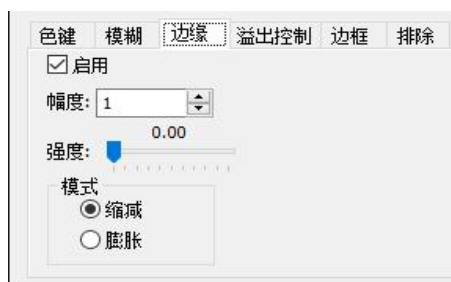 色键 模糊 边缘 溢出控制 边框 排除
启用
幅度: 1
0.00
强度:
模式
缩减
膨胀